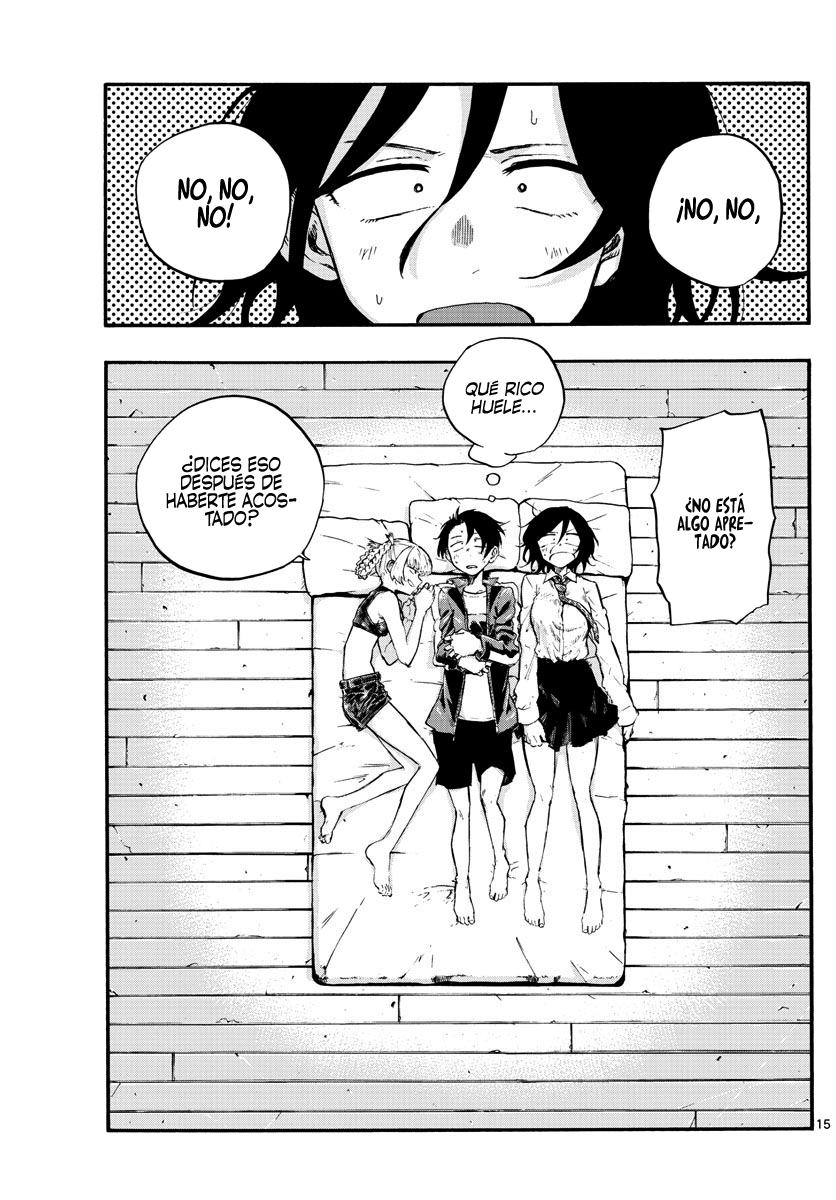 ¡NO, NO,
NO, NO,
NO!
¿NO ESTÁ
ALGO APRE-
TADO?
QUÉ RICO
HUELE...
¿DICES ESO
DESPUÉS DE
HABERTE ACOS-
TADO?
15